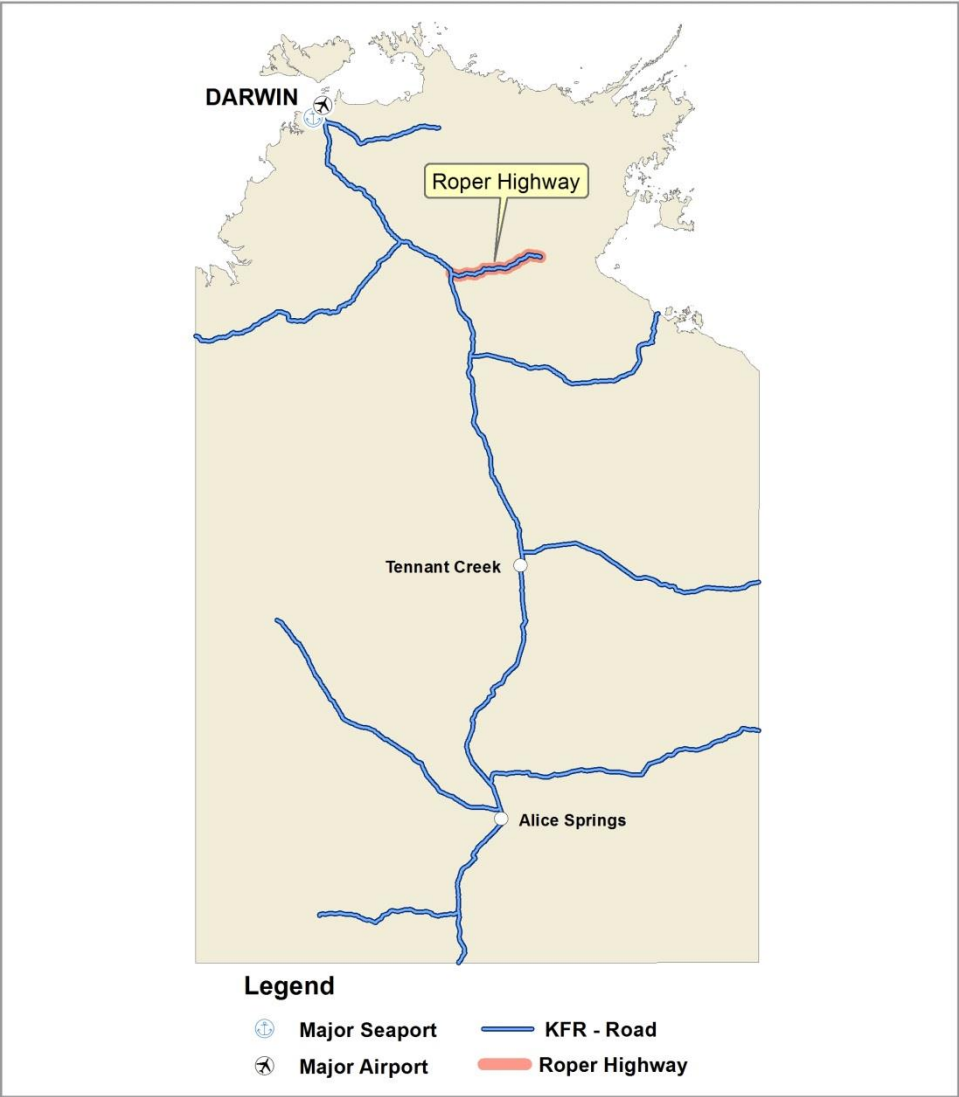 DARWIN
Roper Highway
Tennant Creek
Alice Springs
Legend
Major Seaport
KFR - Road
Major Airport
Roper Highway